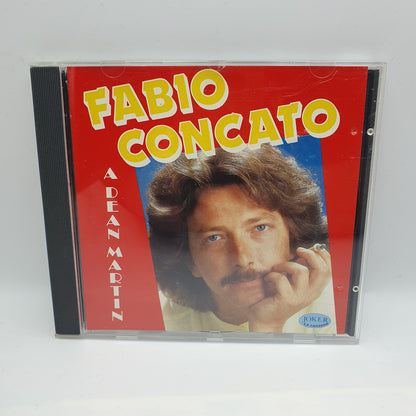 FABIO
CONCATO
A DEAN MARTIN
JOKER